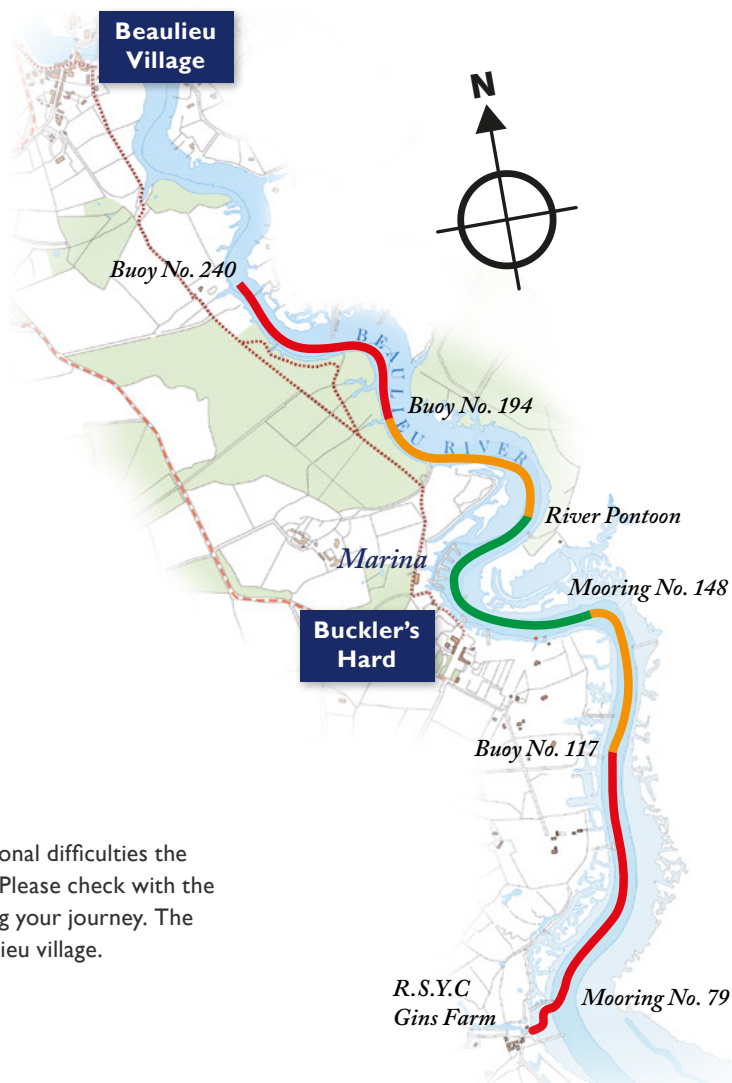 Beaulieu
Village
N
Buoy No. 240
BEAULIEU RIVER
Buoy No. 194
River Pontoon
Marina
Mooring No. 148
Buckler’s
Hard
Buoy No. 117
onal difficulties the
Please check with the
g your journey. The
ieu village.
R.S.Y.C
Gins Farm
Mooring No. 79